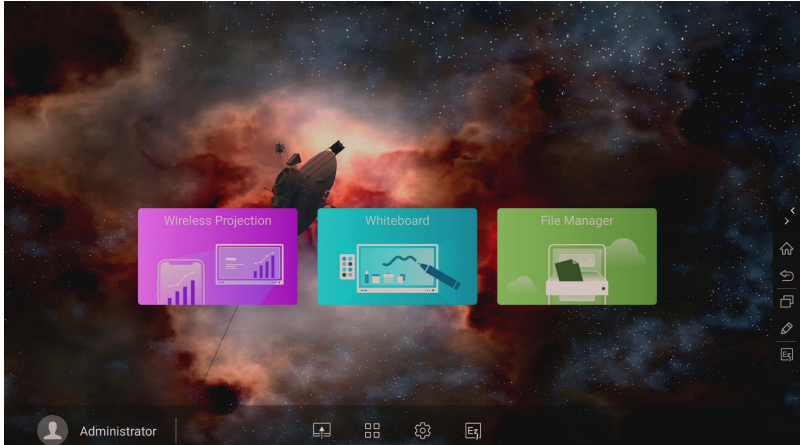 Wireless Projection
Whiteboard
File Manager
Administrator